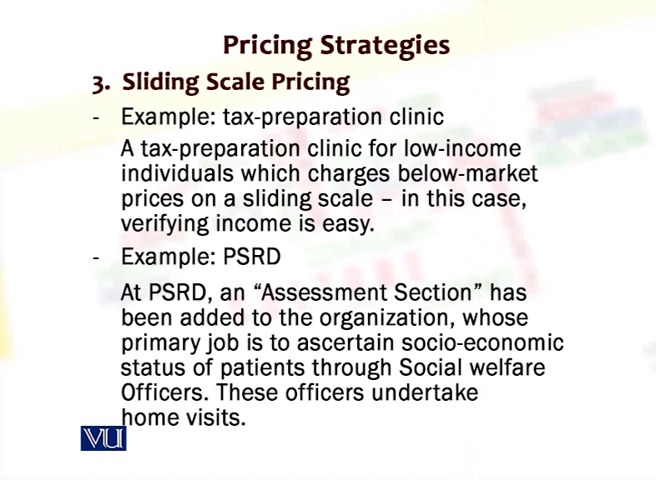 Pricing Strategies
3. Sliding Scale Pricing
- Example: tax-preparation clinic
A tax-preparation clinic for low-income
individuals which charges below-market
prices on a sliding scale – in this case,
verifying income is easy.
- Example: PSRD
At PSRD, an “Assessment Section” has
been added to the organization, whose
primary job is to ascertain socio-economic
status of patients through Social welfare
Officers. These officers undertake
home visits.
VU